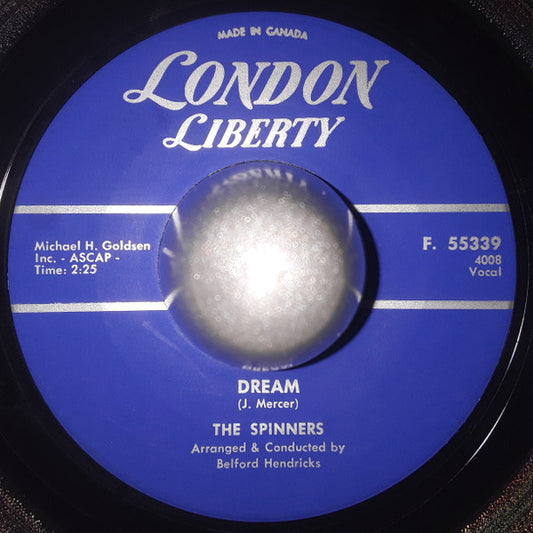 MADE IN CANADA
LONDON
LIBERTY
Michael H. Goldsen
Inc. - ASCAP -
Time: 2:25
F. 55339
4008
Vocal
DREAM
(J. Mercer)
THE SPINNERS
Arranged & Conducted by
Belford Hendricks